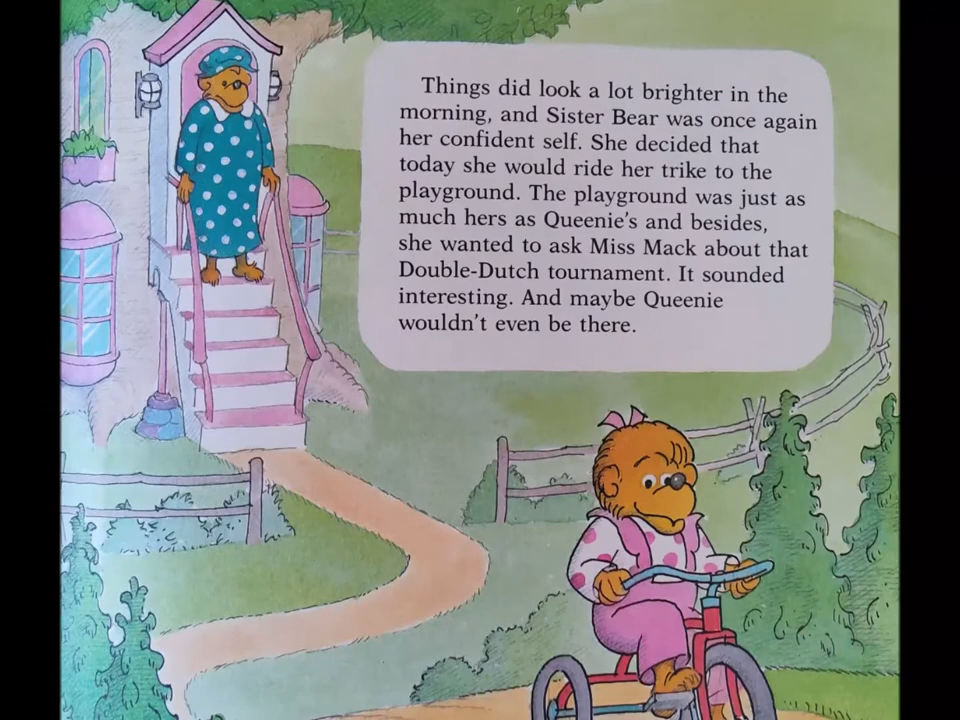 Things did look a lot brighter in the
morning, and Sister Bear was once again
her confident self. She decided that
today she would ride her trike to the
playground. The playground was just as
much hers as Queenie's and besides,
she wanted to ask Miss Mack about that
Double-Dutch tournament. It sounded
interesting. And maybe Queenie
wouldn't even be there.